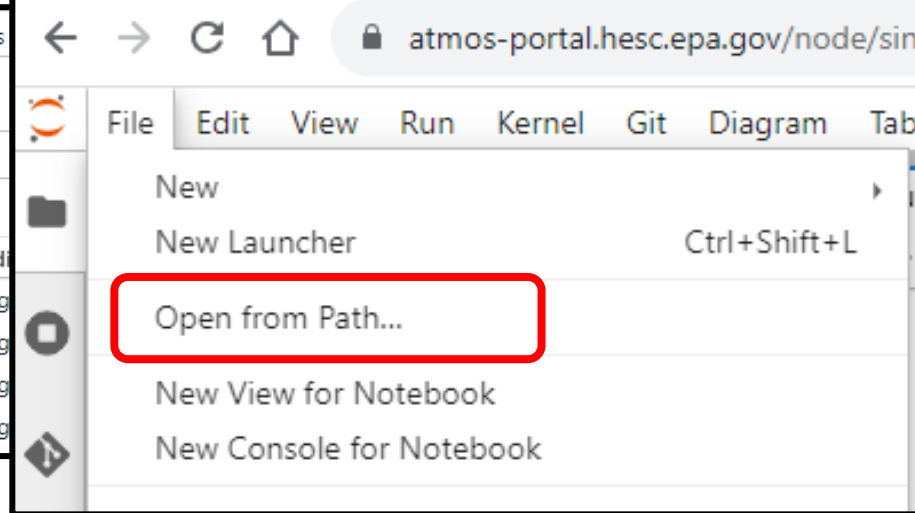 atmos-portal.hesc.epa.gov/node/sin
File Edit View Run Kernel Git Diagram Tab
New
New Launcher Ctrl+Shift+L
Open from Path...
New View for Notebook
New Console for Notebook